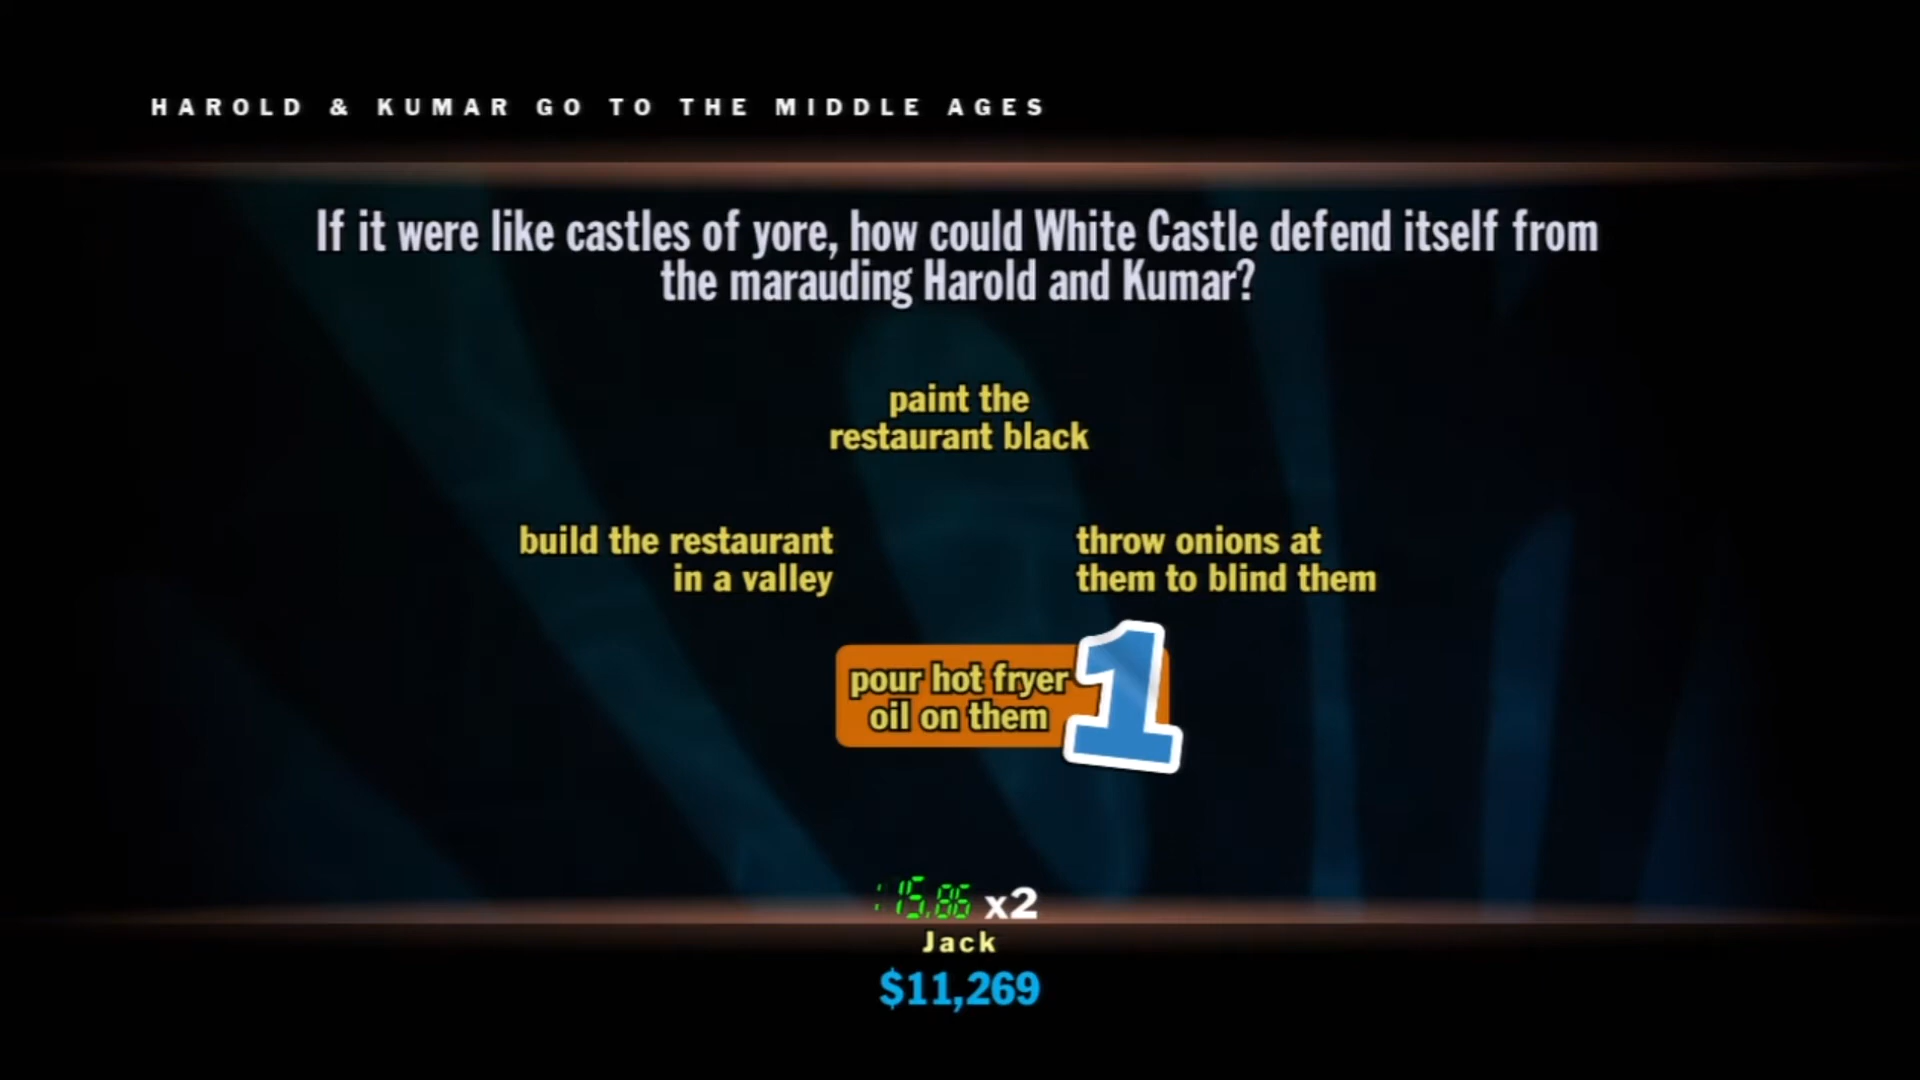 HAROLD & KUMAR GO TO THE MIDDLE AGES
If it were like castles of yore, how could White Castle defend itself from
the marauding Harold and Kumar?
paint the
restaurant black
build the restaurant
in a valley
throw onions at
them to blind them
pour hot fryer
oil on them
1
15.86 x2
Jack
$11,269